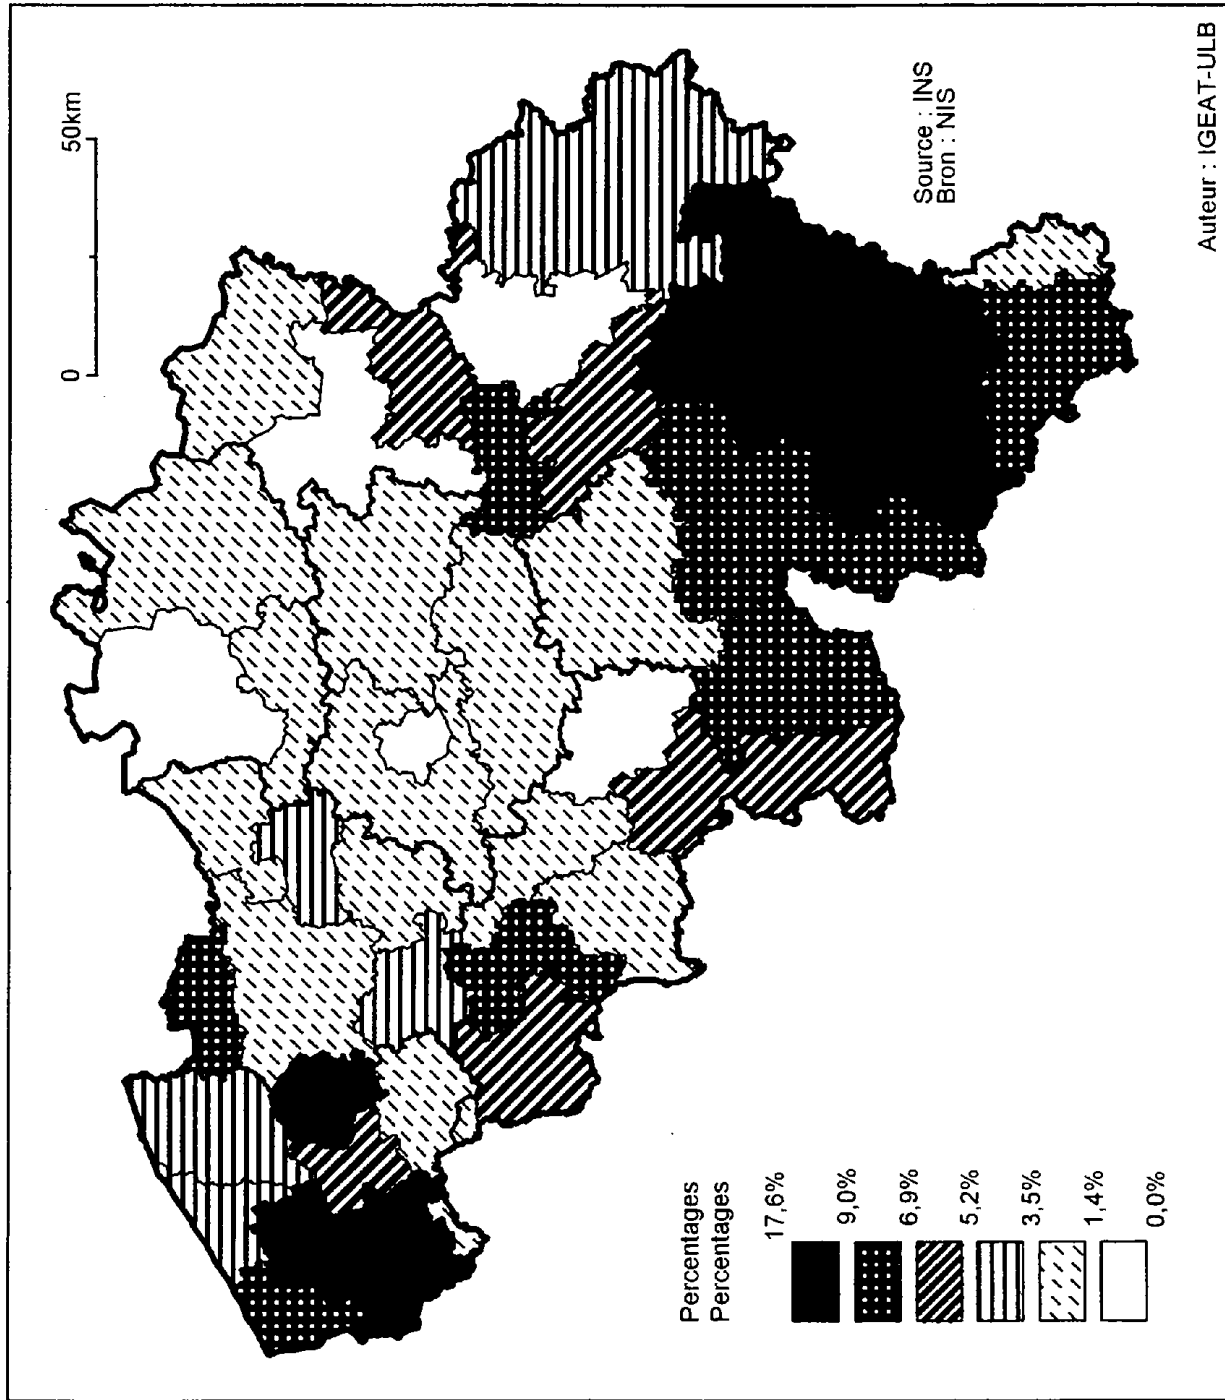 0 50km
Source : INS
Bron : NIS
Auteur : IGEAT-ULB
Percentages
Percentages
17,6%
9,0%
6,9%
5,2%
3,5%
1,4%
0,0%